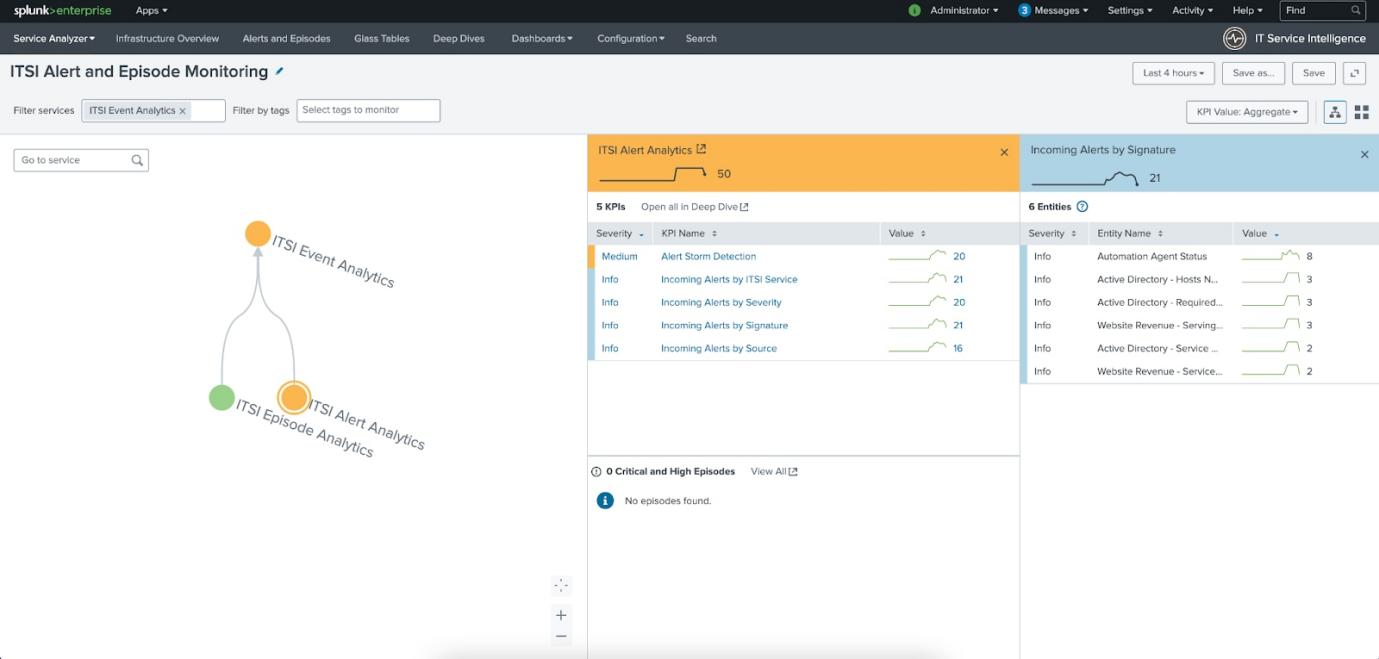 splunk>enterprise Apps Administrator 3 Messages Settings Activity Help Find
Service Analyzer Infrastructure Overview Alerts and Episodes Glass Tables Deep Dives Dashboards Configuration Search IT Service Intelligence
ITSI Alert and Episode Monitoring
Last 4 hours Save as... Save
Filter services ITSI Event Analytics × Filter by tags Select tags to monitor
KPI Value: Aggregate
Go to service
ITSI Event Analytics
ITSI Episode Analytics
ITSI Alert Analytics
ITSI Alert Analytics
50
5 KPIs Open all in Deep Dive
Severity KPI Name Value
Medium Alert Storm Detection 20
Info Incoming Alerts by ITSI Service 21
Info Incoming Alerts by Severity 20
Info Incoming Alerts by Signature 21
Info Incoming Alerts by Source 16
0 Critical and High Episodes View All
No episodes found.
Incoming Alerts by Signature
21
6 Entities
Severity Entity Name Value
Info Automation Agent Status 8
Info Active Directory - Hosts N... 3
Info Active Directory - Required... 3
Info Website Revenue - Serving... 3
Info Active Directory - Service ... 2
Info Website Revenue - Service... 2